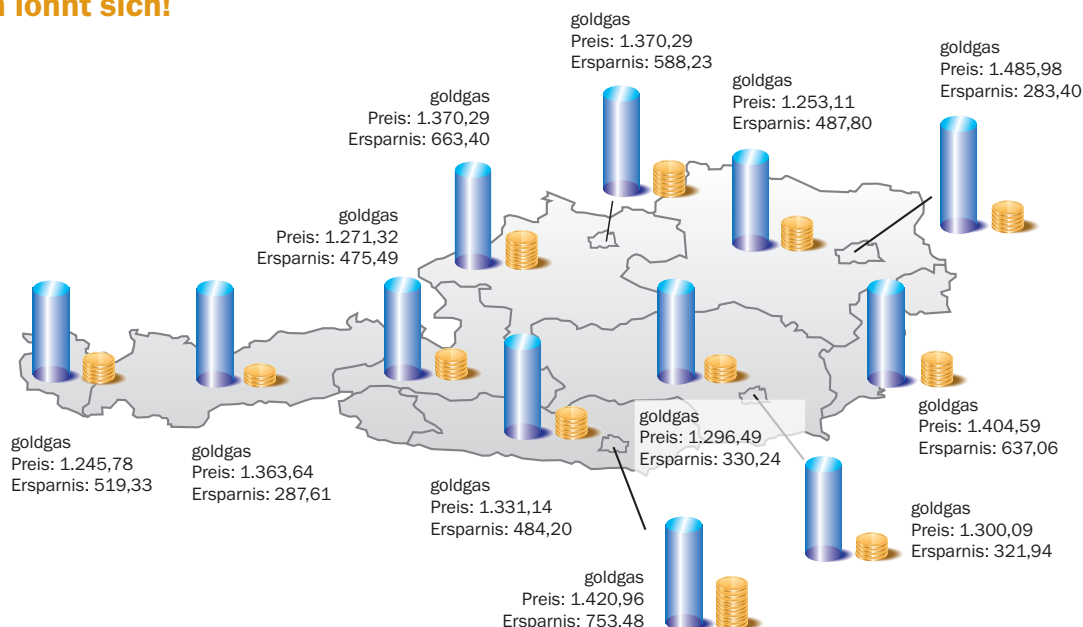 lohnt sich!
goldgas
Preis: 1.370,29
Ersparnis: 588,23
goldgas
Preis: 1.485,98
Ersparnis: 283,40
goldgas
Preis: 1.253,11
Ersparnis: 487,80
goldgas
Preis: 1.370,29
Ersparnis: 663,40
goldgas
Preis: 1.271,32
Ersparnis: 475,49
goldgas
Preis: 1.296,49
Ersparnis: 330,24
goldgas
Preis: 1.404,59
Ersparnis: 637,06
goldgas
Preis: 1.245,78
Ersparnis: 519,33
goldgas
Preis: 1.363,64
Ersparnis: 287,61
goldgas
Preis: 1.331,14
Ersparnis: 484,20
goldgas
Preis: 1.300,09
Ersparnis: 321,94
goldgas
Preis: 1.420,96
Ersparnis: 753,48